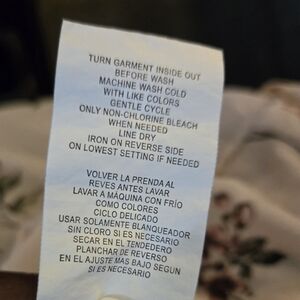 TURN GARMENT INSIDE OUT
BEFORE WASH
MACHINE WASH COLD
WITH LIKE COLORS
GENTLE CYCLE
ONLY NON-CHLORINE BLEACH
WHEN NEEDED
LINE DRY
IRON ON REVERSE SIDE
ON LOWEST SETTING IF NEEDED
VOLVER LA PRENDA AL
REVES ANTES LAVAR
LAVAR A MÁQUINA CON FRÍO
COMO COLORES
CICLO DELICADO
USAR SOLAMENTE BLANQUEADOR
SIN CLORO SI ES NECESARIO
SECAR EN EL TENDEDERO
PLANCHAR DE REVERSO
EN EL AJUSTE MAS BAJO SEGUN
SI ES NECESARIO